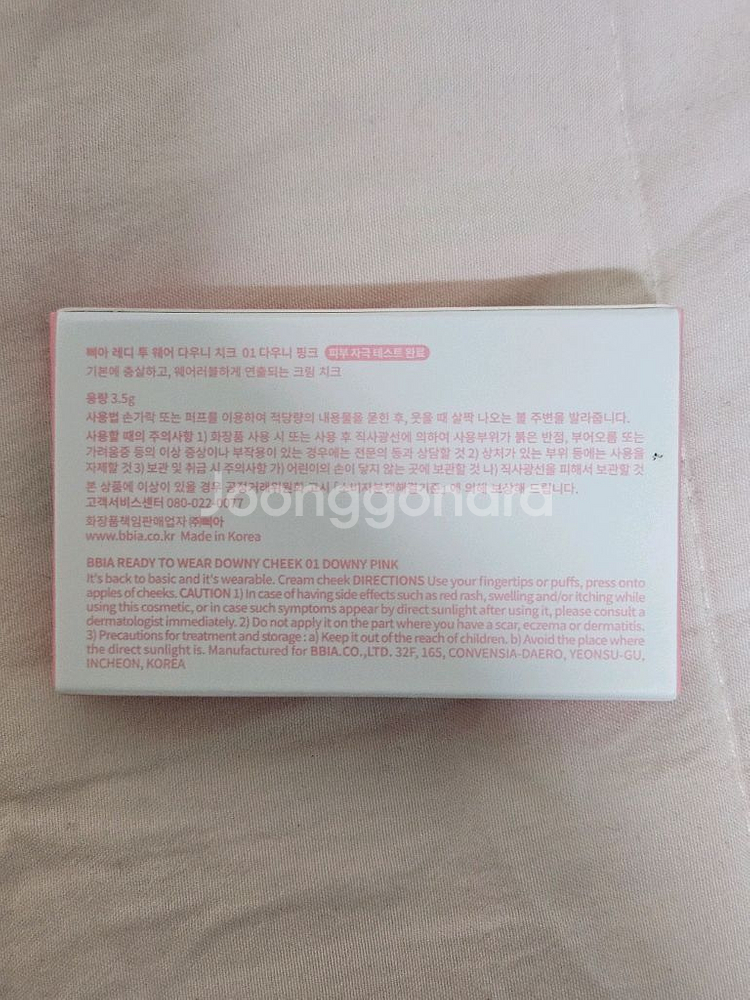 삐아 레디 투 웨어 다우니 치크 01 다우니 핑크 피부 자극 테스트 완료
기본에 충실하고, 웨어러블하게 연출되는 크림 치크
용량 3.5g
사용법 손가락 또는 퍼프를 이용하여 적당량의 내용물을 묻힌 후, 웃을 때 살짝 나오는 볼 주변을 발라줍니다.
사용할 때의 주의사항 1) 화장품 사용 시 또는 사용 후 직사광선에 의하여 사용부위가 붉은 반점, 부어오름 또는
가려움증 등의 이상 증상이나 부작용이 있는 경우에는 전문의 등과 상담할 것 2) 상처가 있는 부위 등에는 사용을
자제할 것 3) 보관 및 취급 시 주의사항 가) 어린이의 손이 닿지 않는 곳에 보관할 것 나) 직사광선을 피해서 보관할 것
본 상품에 이상이 있을 경우 공정거래위원회 고시 「소비자분쟁해결기준」에 의해 보상해 드립니다.
고객서비스센터 080-022-0077
화장품책임판매업자 ㈜삐아
www.bbia.co.kr Made in Korea
BBIA READY TO WEAR DOWNY CHEEK 01 DOWNY PINK
It's back to basic and it's wearable. Cream cheek DIRECTIONS Use your fingertips or puffs, press onto
apples of cheeks. CAUTION 1) In case of having side effects such as red rash, swelling and/or itching while
using this cosmetic, or in case such symptoms appear by direct sunlight after using it, please consult a
dermatologist immediately. 2) Do not apply it on the part where you have a scar, eczema or dermatitis.
3) Precautions for treatment and storage : a) Keep it out of the reach of children. b) Avoid the place where
the direct sunlight is. Manufactured for BBIA.CO.,LTD. 32F, 165, CONVENSIA-DAERO, YEONSU-GU,
INCHEON, KOREA
Joonggonara